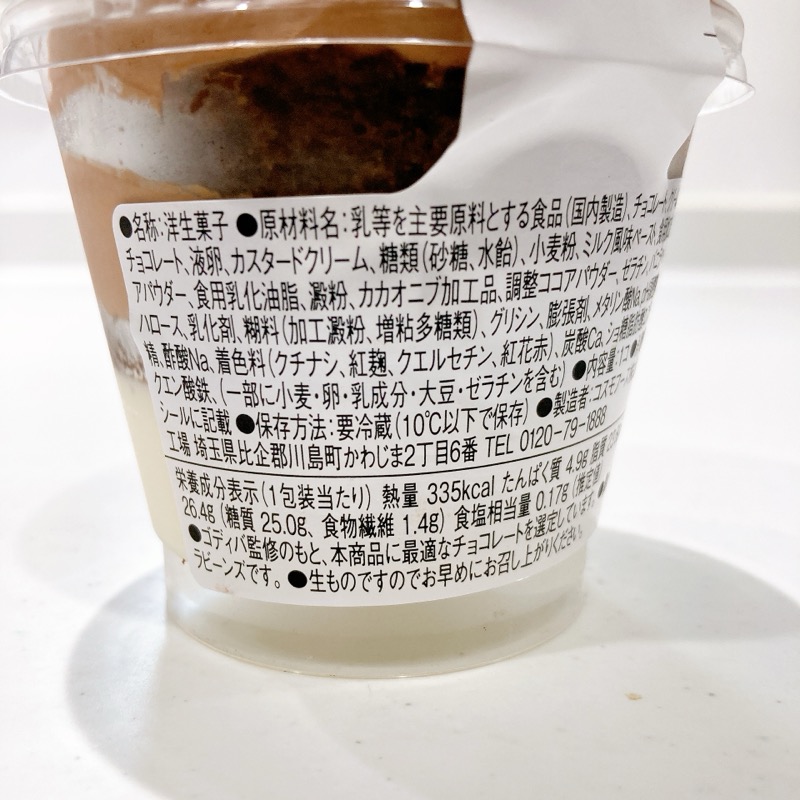 ●名称：洋生菓子 ●原材料名：乳等を主要原料とする食品（国内製造）、チョコレート
チョコレート、液卵、カスタードクリーム、糖類（砂糖、水飴）、小麦粉、ミルク風味ペースト、
アパウダー、食用乳化油脂、澱粉、カカオニブ加工品、調整ココアパウダー、ゼラチン、
ハロース、乳化剤、糊料（加工澱粉、増粘多糖類）、グリシン、膨張剤、メタリン酸Na、
精、酢酸Na、着色料（クチナシ、紅麹、クエルセチン、紅花赤）、炭酸Ca、ショ糖
クエン酸鉄、（一部に小麦・卵・乳成分・大豆・ゼラチンを含む） ●内容量：1コ
シールに記載 ●保存方法：要冷蔵（10℃以下で保存） ●製造者：コスモフー
工場 埼玉県比企郡川島町かわじま2丁目6番 TEL 0120-79-1888
栄養成分表示（1包装当たり） 熱量 335kcal たんぱく質 4.9g 脂質
26.4g（糖質 25.0g、食物繊維 1.4g） 食塩相当量 0.17g（推定値）
●ゴディバ監修のもと、本商品に最適なチョコレートを選定しています。
ラビーンズです。 ●生ものですのでお早めにお召し上がりください。